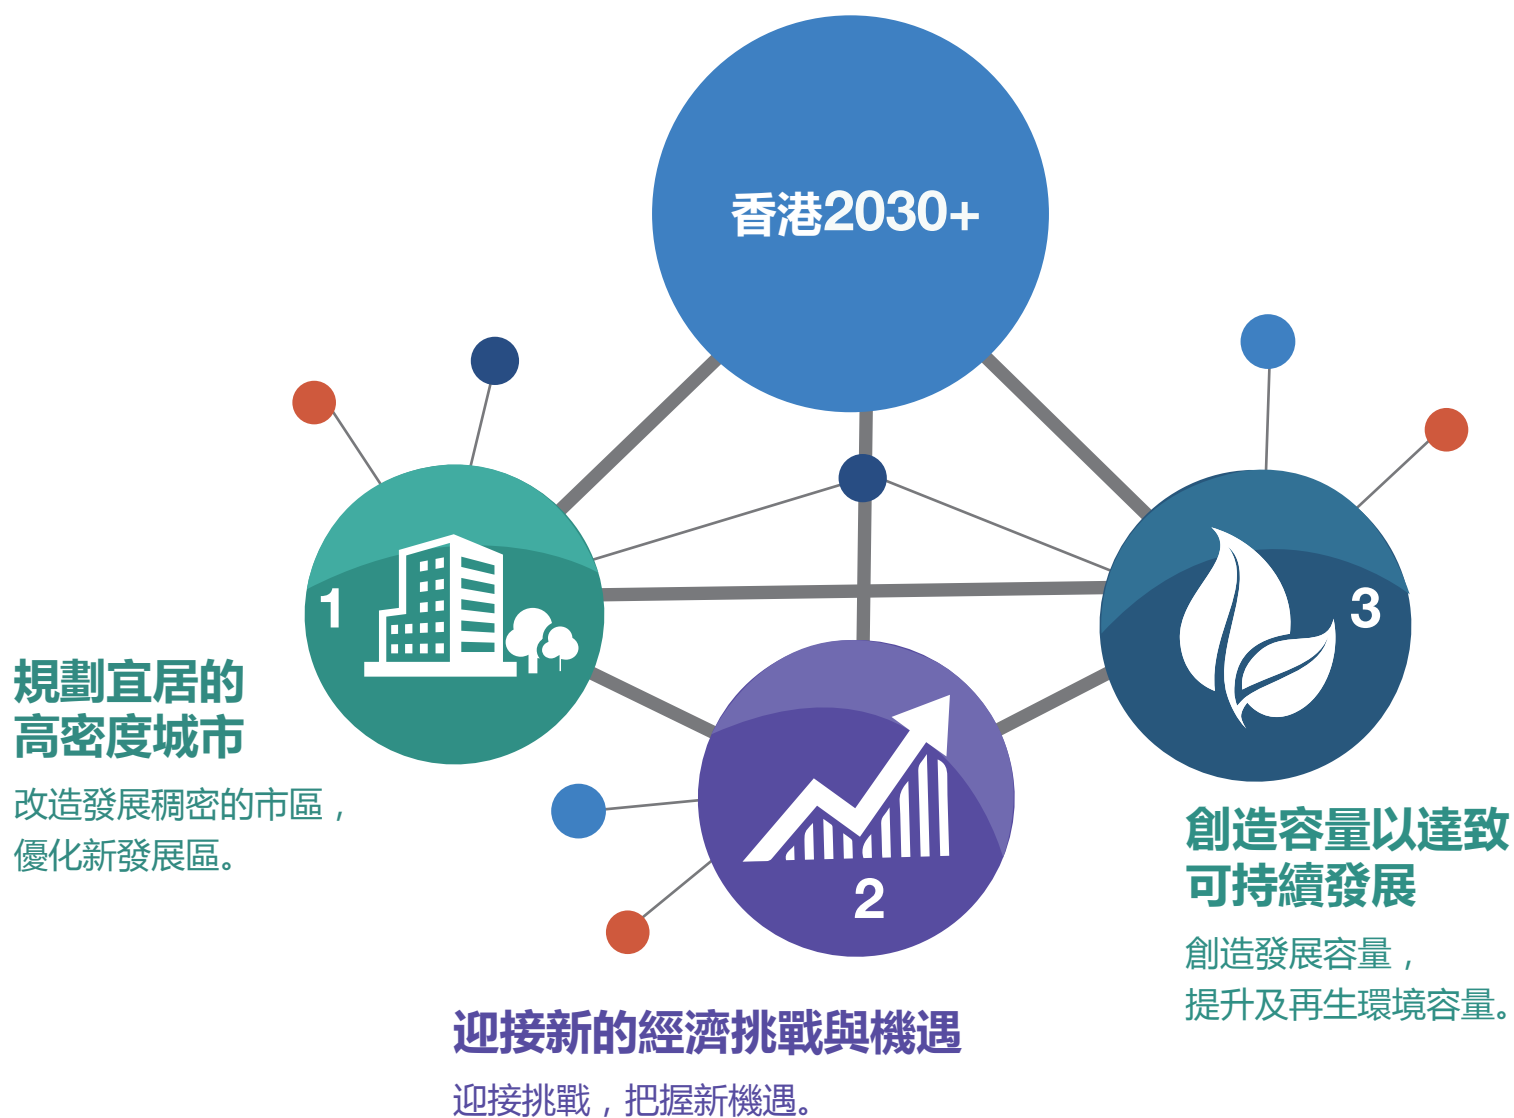 香港2030+
1
規劃宜居的
高密度城市
改造發展稠密的市區，
優化新發展區。
2
迎接新的經濟挑戰與機遇
迎接挑戰，把握新機遇。
3
創造容量以達致
可持續發展
創造發展容量，
提升及再生環境容量。